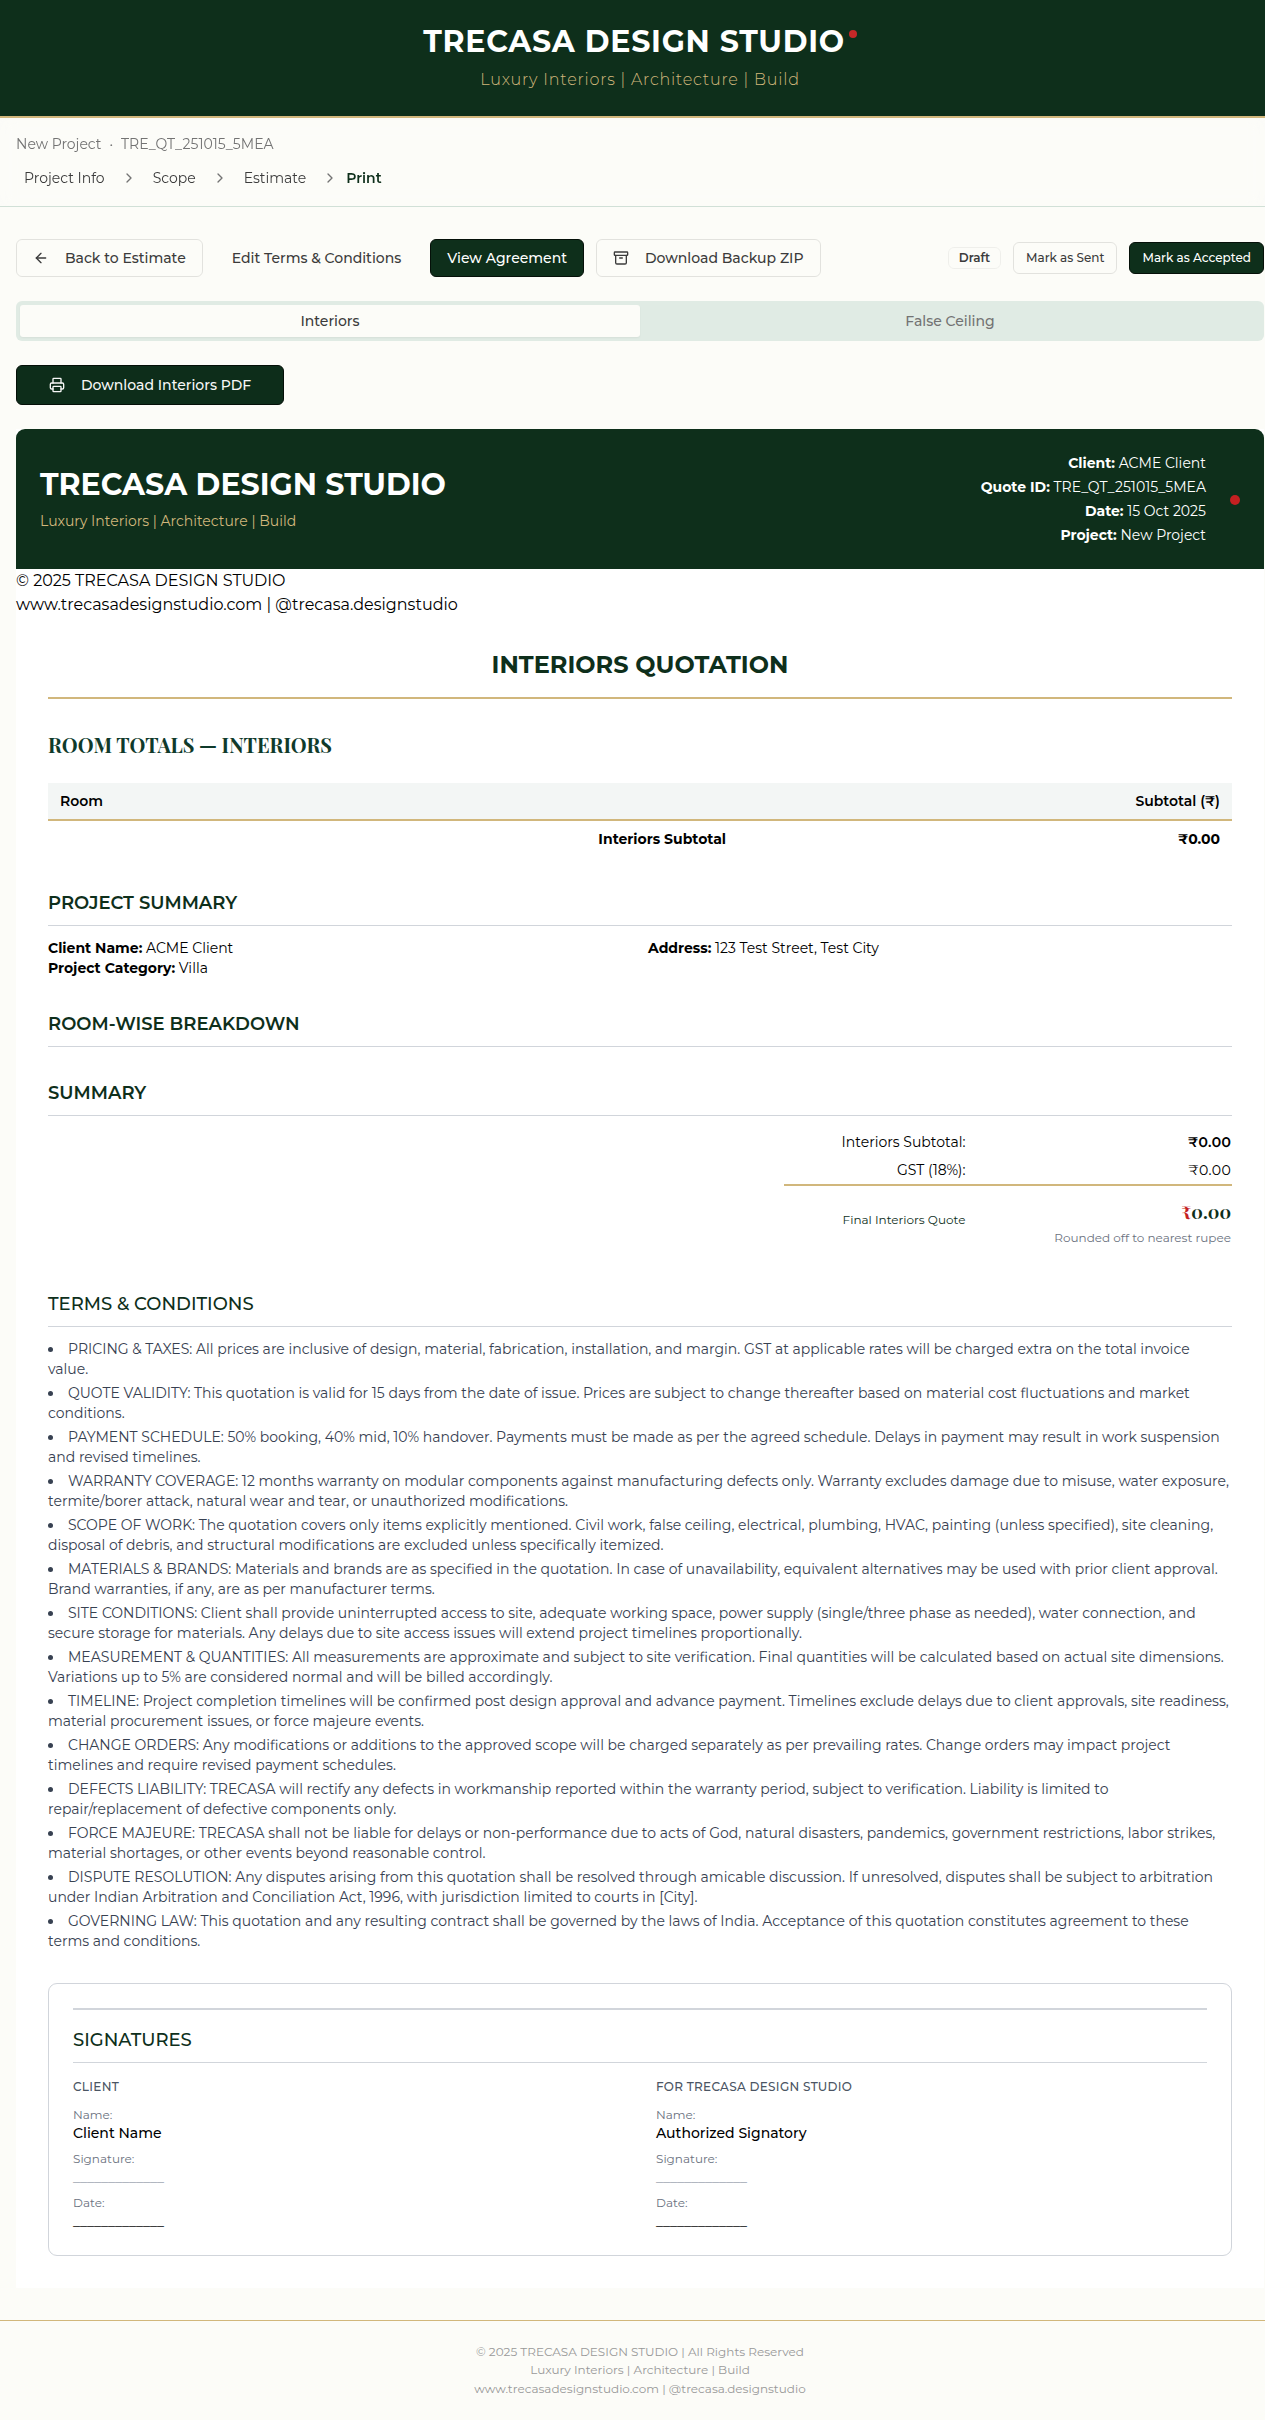 TRECASA DESIGN STUDIO
Luxury Interiors | Architecture | Build
New Project · TRE_QT_251015_5MEA
Project Info > Scope > Estimate > Print
Back to Estimate Edit Terms & Conditions View Agreement Download Backup ZIP Draft Mark as Sent Mark as Accepted
Interiors False Ceiling
Download Interiors PDF
TRECASA DESIGN STUDIO
Luxury Interiors | Architecture | Build
Client: ACME Client
Quote ID: TRE_QT_251015_5MEA
Date: 15 Oct 2025
Project: New Project
© 2025 TRECASA DESIGN STUDIO
www.trecasadesignstudio.com | @trecasa.designstudio
INTERIORS QUOTATION
ROOM TOTALS — INTERIORS
Room Subtotal (₹)
Interiors Subtotal ₹0.00
PROJECT SUMMARY
Client Name: ACME Client Address: 123 Test Street, Test City
Project Category: Villa
ROOM-WISE BREAKDOWN
SUMMARY
Interiors Subtotal: ₹0.00
GST (18%): ₹0.00
Final Interiors Quote ₹0.00
Rounded off to nearest rupee
TERMS & CONDITIONS
• PRICING & TAXES: All prices are inclusive of design, material, fabrication, installation, and margin. GST at applicable rates will be charged extra on the total invoice
value.
• QUOTE VALIDITY: This quotation is valid for 15 days from the date of issue. Prices are subject to change thereafter based on material cost fluctuations and market
conditions.
• PAYMENT SCHEDULE: 50% booking, 40% mid, 10% handover. Payments must be made as per the agreed schedule. Delays in payment may result in work suspension
and revised timelines.
• WARRANTY COVERAGE: 12 months warranty on modular components against manufacturing defects only. Warranty excludes damage due to misuse, water exposure,
termite/borer attack, natural wear and tear, or unauthorized modifications.
• SCOPE OF WORK: The quotation covers only items explicitly mentioned. Civil work, false ceiling, electrical, plumbing, HVAC, painting (unless specified), site cleaning,
disposal of debris, and structural modifications are excluded unless specifically itemized.
• MATERIALS & BRANDS: Materials and brands are as specified in the quotation. In case of unavailability, equivalent alternatives may be used with prior client approval.
Brand warranties, if any, are as per manufacturer terms.
• SITE CONDITIONS: Client shall provide uninterrupted access to site, adequate working space, power supply (single/three phase as needed), water connection, and
secure storage for materials. Any delays due to site access issues will extend project timelines proportionally.
• MEASUREMENT & QUANTITIES: All measurements are approximate and subject to site verification. Final quantities will be calculated based on actual site dimensions.
Variations up to 5% are considered normal and will be billed accordingly.
• TIMELINE: Project completion timelines will be confirmed post design approval and advance payment. Timelines exclude delays due to client approvals, site readiness,
material procurement issues, or force majeure events.
• CHANGE ORDERS: Any modifications or additions to the approved scope will be charged separately as per prevailing rates. Change orders may impact project
timelines and require revised payment schedules.
• DEFECTS LIABILITY: TRECASA will rectify any defects in workmanship reported within the warranty period, subject to verification. Liability is limited to
repair/replacement of defective components only.
• FORCE MAJEURE: TRECASA shall not be liable for delays or non-performance due to acts of God, natural disasters, pandemics, government restrictions, labor strikes,
material shortages, or other events beyond reasonable control.
• DISPUTE RESOLUTION: Any disputes arising from this quotation shall be resolved through amicable discussion. If unresolved, disputes shall be subject to arbitration
under Indian Arbitration and Conciliation Act, 1996, with jurisdiction limited to courts in [City].
• GOVERNING LAW: This quotation and any resulting contract shall be governed by the laws of India. Acceptance of this quotation constitutes agreement to these
terms and conditions.
SIGNATURES
CLIENT FOR TRECASA DESIGN STUDIO
Name: Name:
Client Name Authorized Signatory
Signature: Signature:
_____________ _____________
Date: Date:
_____________ _____________
© 2025 TRECASA DESIGN STUDIO | All Rights Reserved
Luxury Interiors | Architecture | Build
www.trecasadesignstudio.com | @trecasa.designstudio